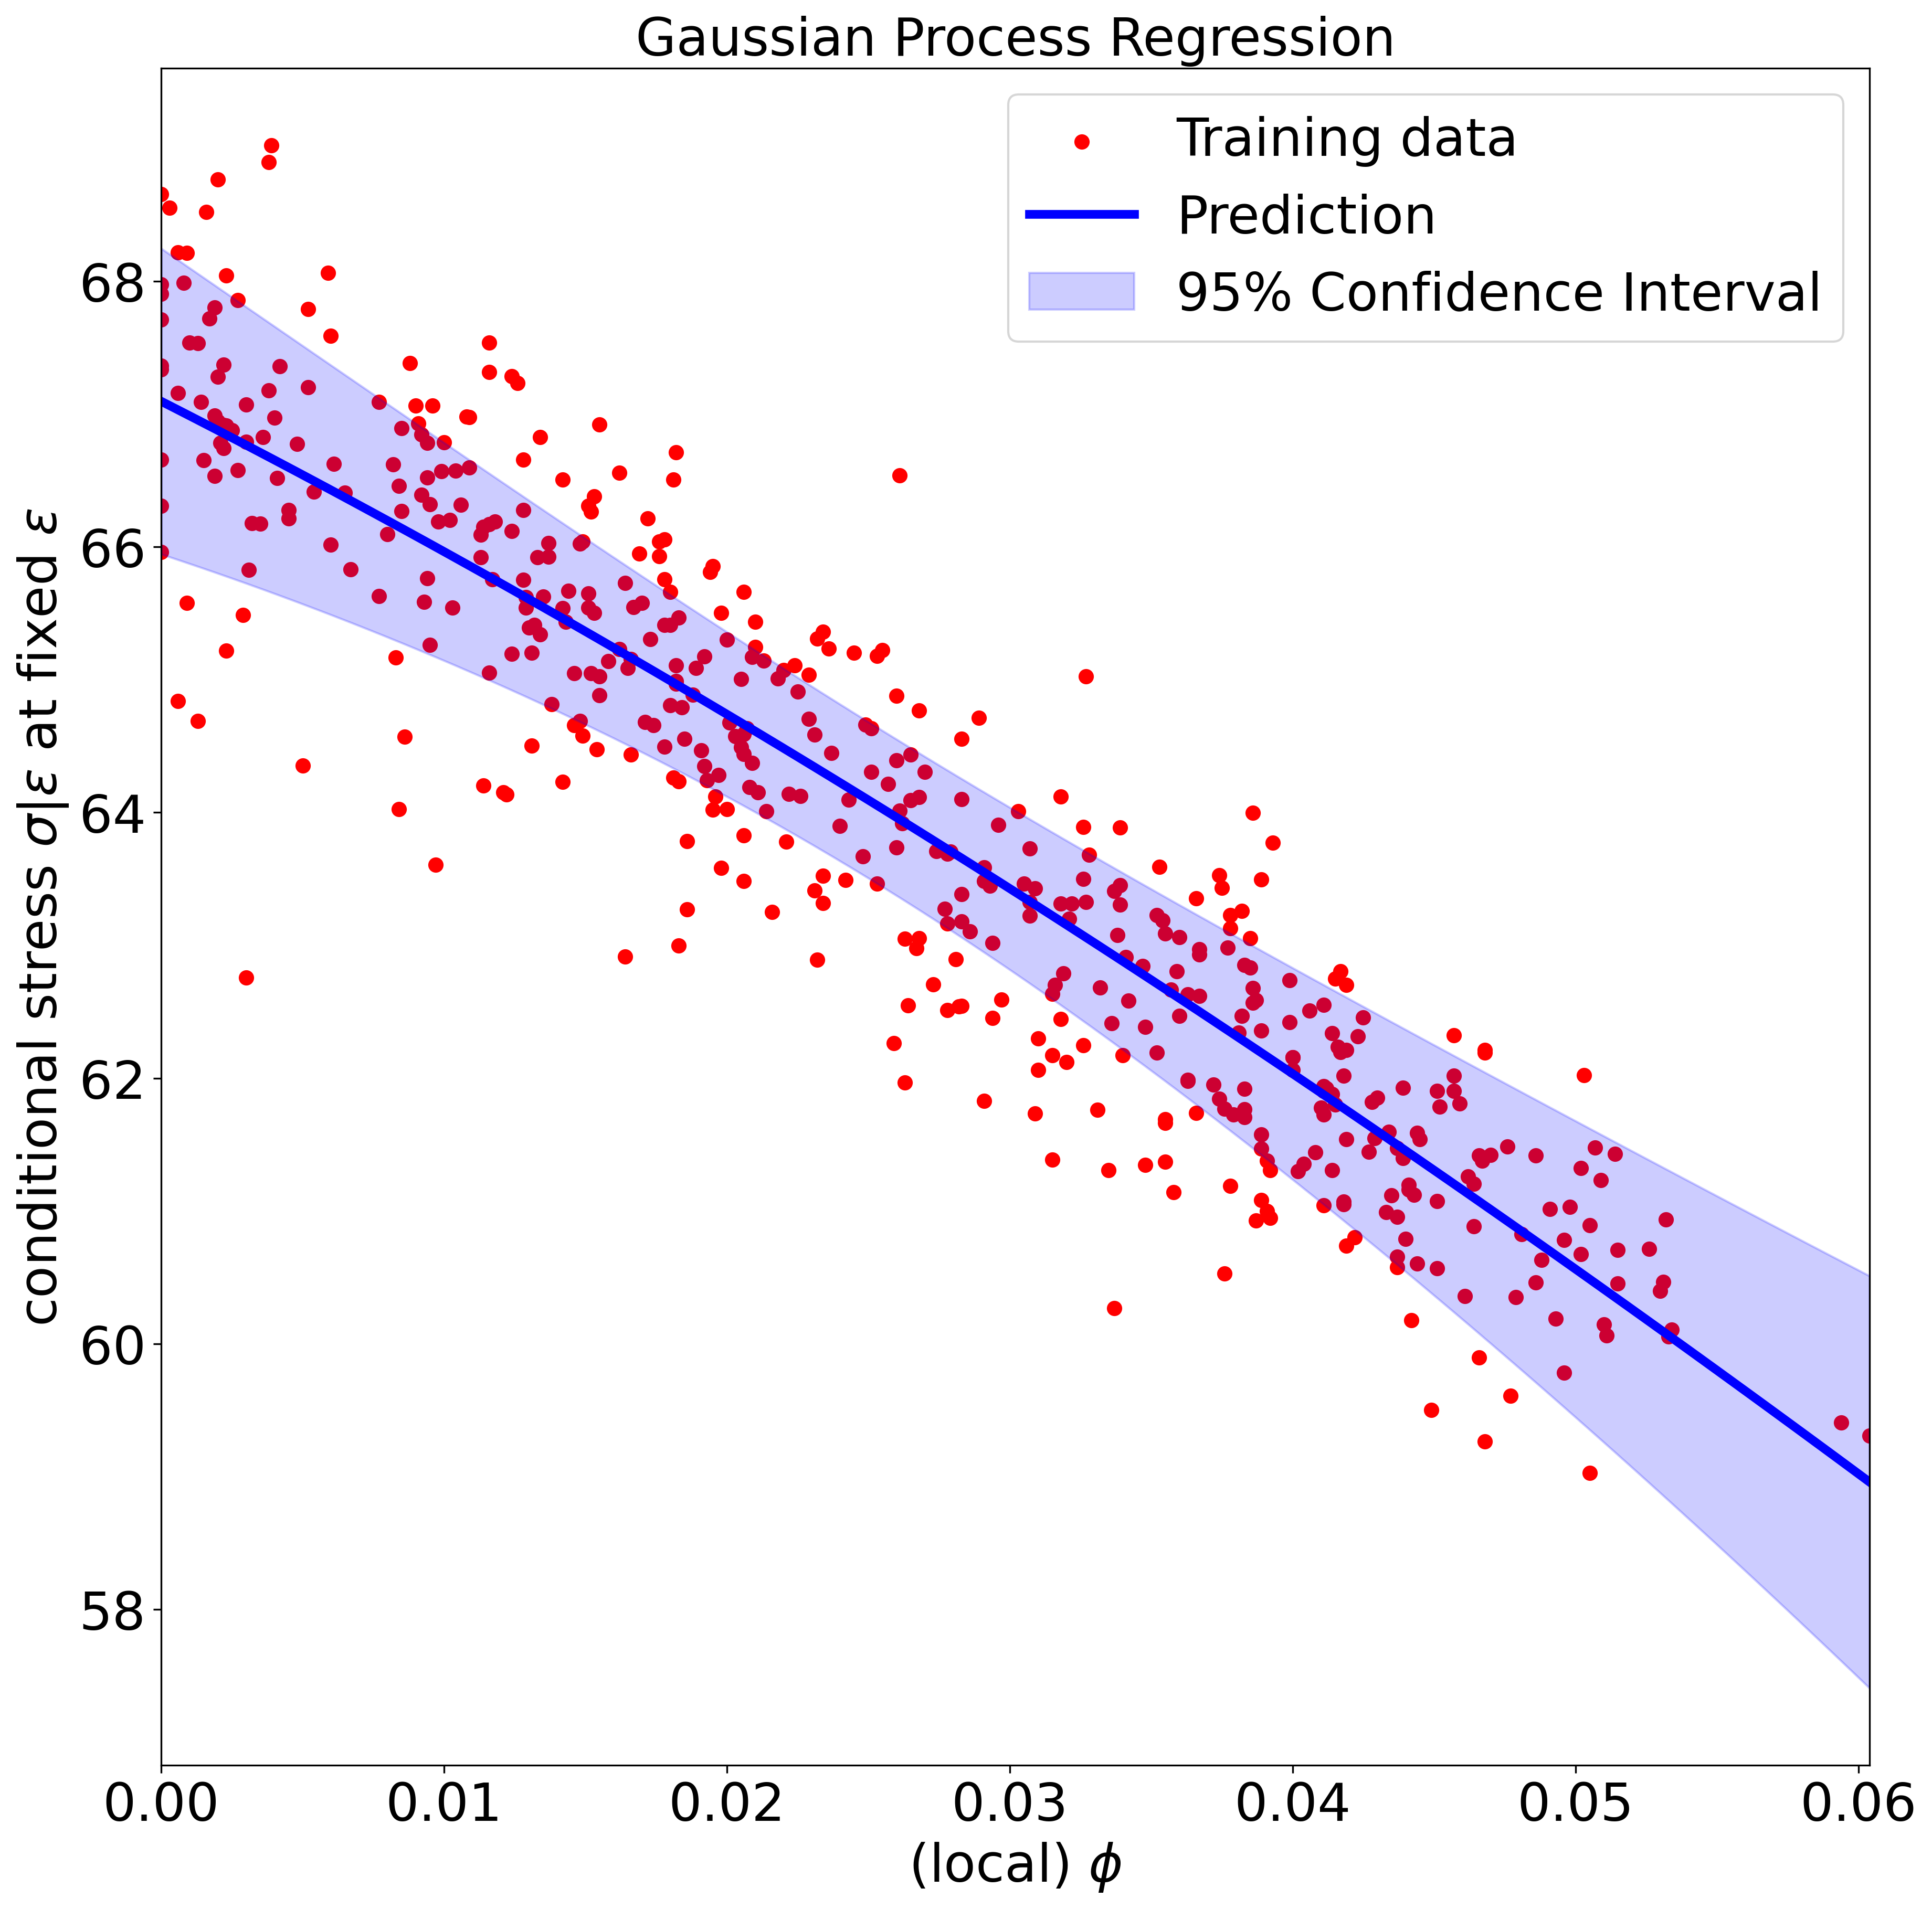 Gaussian Process Regression
Training data
Prediction
95% Confidence Interval
conditional stress σ|ε at fixed ε
68
66
64
62
60
58
0.00 0.01 0.02 0.03 0.04 0.05 0.06
(local) ϕ